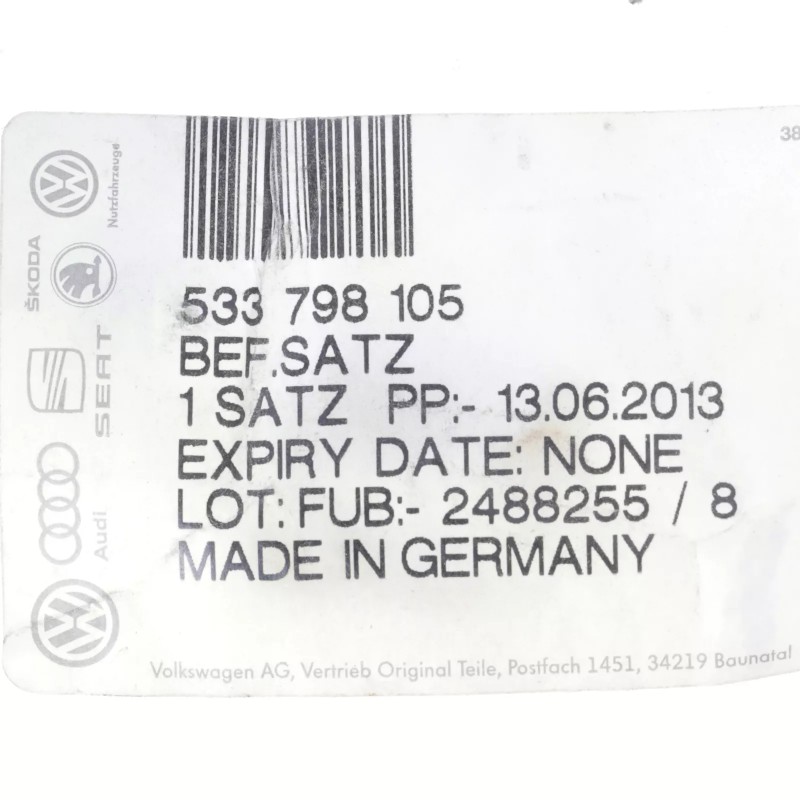 38
533 798 105
BEF.SATZ
1 SATZ PP:- 13.06.2013
EXPIRY DATE: NONE
LOT: FUB:- 2488255 / 8
MADE IN GERMANY
Volkswagen AG, Vertrieb Original Teile, Postfach 1451, 34219 Baunatal
Nutzfahrzeuge
ŠKODA
SEAT
Audi